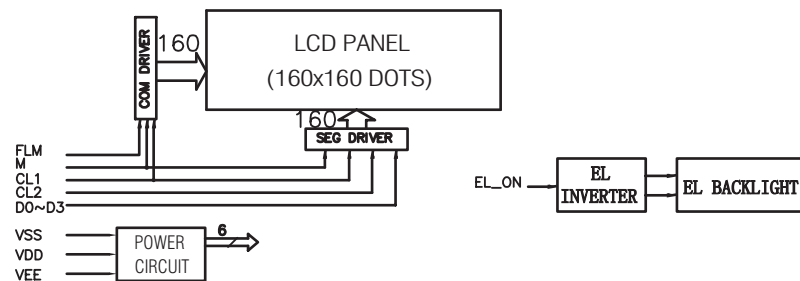 LCD PANEL
(160x160 DOTS)
COM DRIVER
160
160
SEG DRIVER
FLM
M
CL1
CL2
D0~D3
EL_ON
EL
INVERTER
EL BACKLIGHT
VSS
VDD
VEE
POWER
CIRCUIT
6